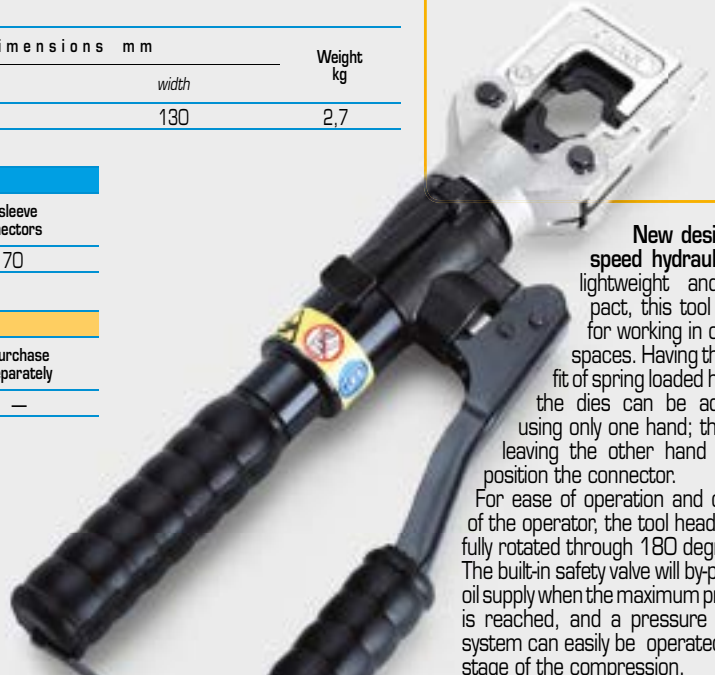 imensions mm
Weight
kg
width
130
2,7
sleeve
nectors
70
urchase
parately
—
New desi
speed hydraul
lightweight and
pact, this tool
for working in c
spaces. Having th
fit of spring loaded h
the dies can be ac
using only one hand; th
leaving the other hand
position the connector.
For ease of operation and c
of the operator, the tool head
fully rotated through 180 degr
The built-in safety valve will by-p
oil supply when the maximum pr
is reached, and a pressure
system can easily be operated
stage of the compression.